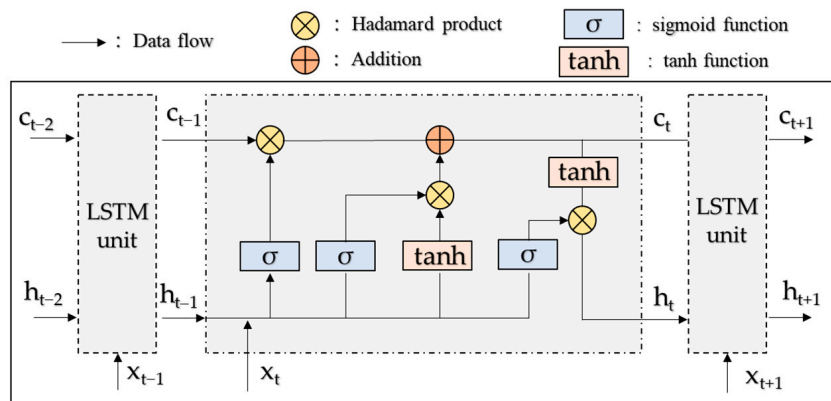 : Data flow
: Hadamard product
σ : sigmoid function
: Addition
tanh : tanh function
c_{t−2}
c_{t−1}
c_t
c_{t+1}
tanh
LSTM
unit
LSTM
unit
σ
σ
tanh
σ
h_{t−2}
h_{t−1}
h_t
h_{t+1}
x_{t−1}
x_t
x_{t+1}